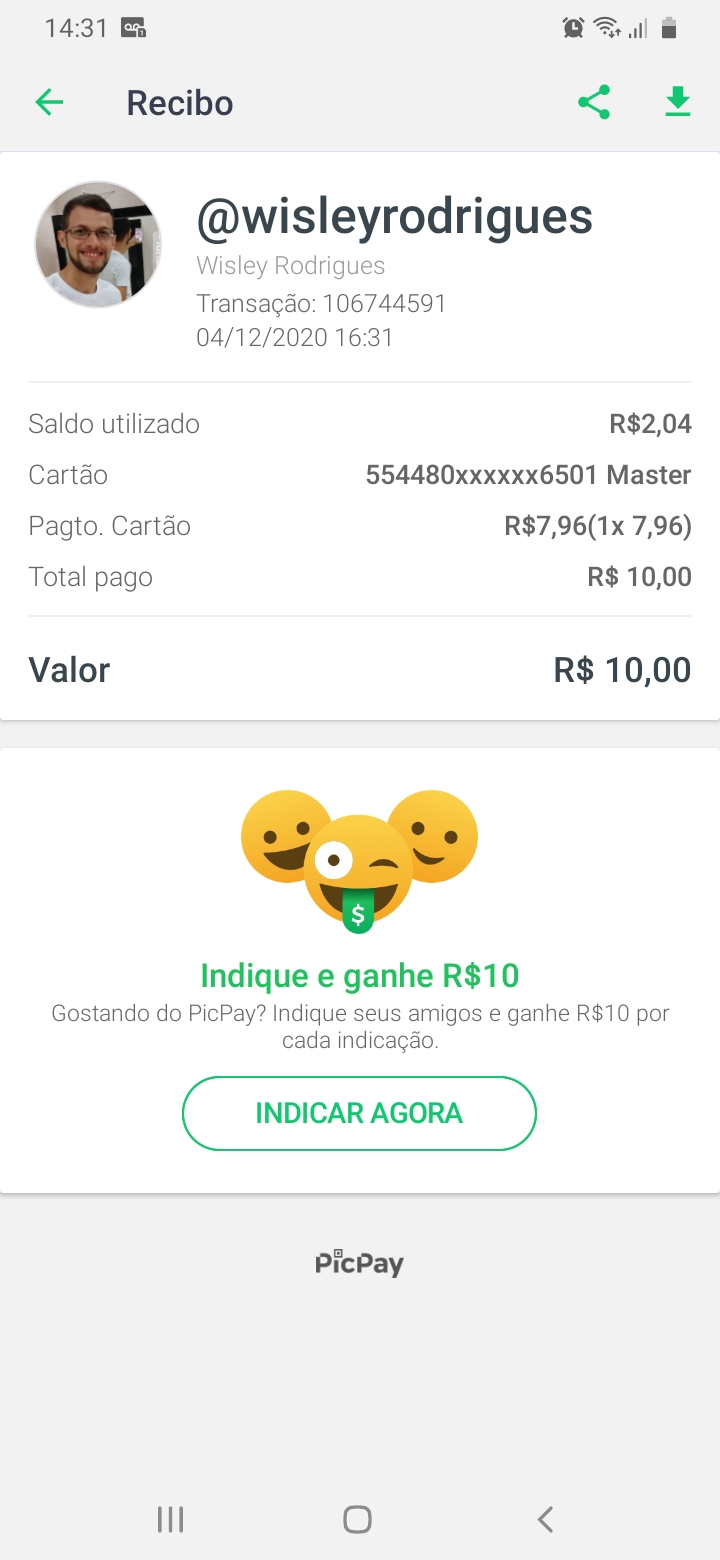 14:31
Recibo
@wisleyrodrigues
Wisley Rodrigues
Transação: 106744591
04/12/2020 16:31
Saldo utilizado R$2,04
Cartão 554480xxxxxx6501 Master
Pagto. Cartão R$7,96(1x 7,96)
Total pago R$ 10,00
Valor R$ 10,00
$
Indique e ganhe R$10
Gostando do PicPay? Indique seus amigos e ganhe R$10 por
cada indicação.
INDICAR AGORA
PicPay